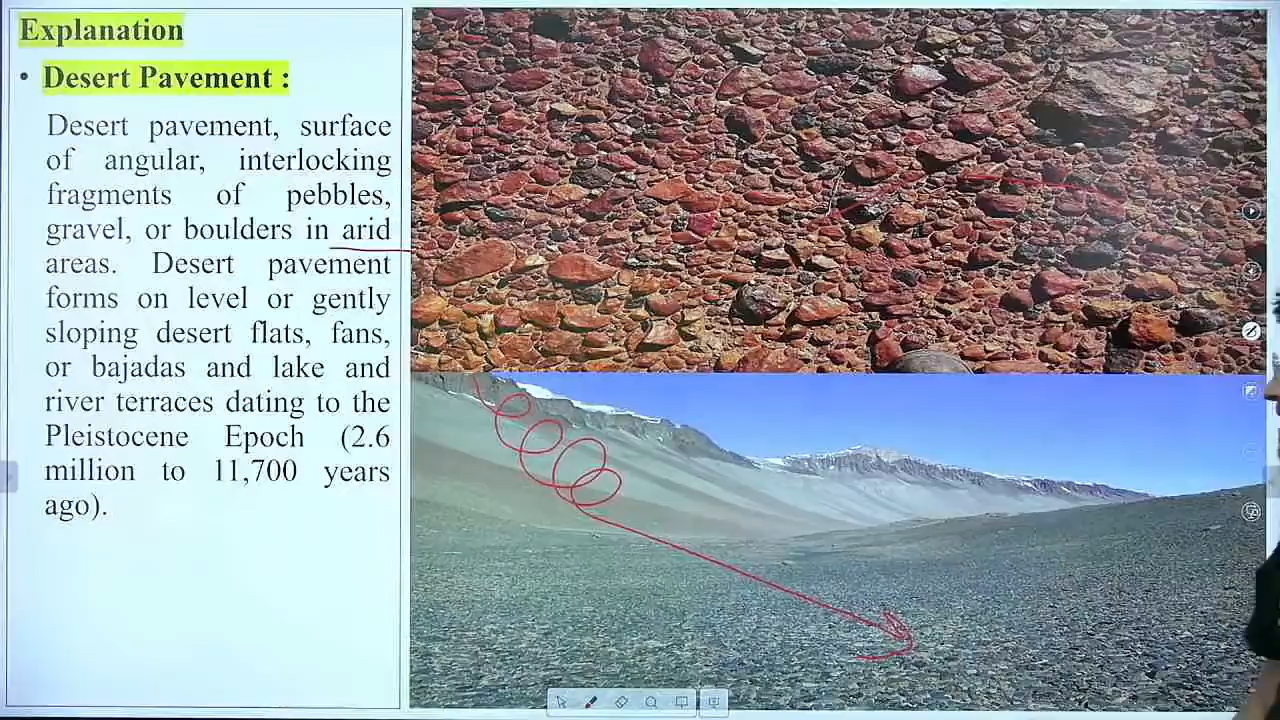 Explanation
• Desert Pavement :
Desert pavement, surface
of angular, interlocking
fragments of pebbles,
gravel, or boulders in arid
areas. Desert pavement
forms on level or gently
sloping desert flats, fans,
or bajadas and lake and
river terraces dating to the
Pleistocene Epoch (2.6
million to 11,700 years
ago).